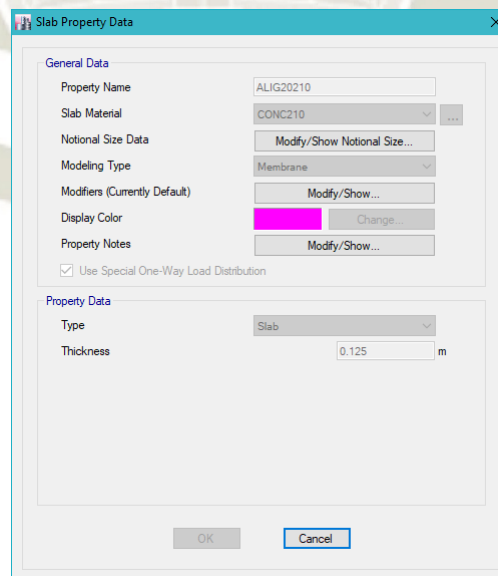 Slab Property Data
General Data
Property Name ALIG20210
Slab Material CONC210 ...
Notional Size Data Modify/Show Notional Size...
Modeling Type Membrane
Modifiers (Currently Default) Modify/Show...
Display Color Change...
Property Notes Modify/Show...
Use Special One-Way Load Distribution
Property Data
Type Slab
Thickness 0.125 m
OK Cancel